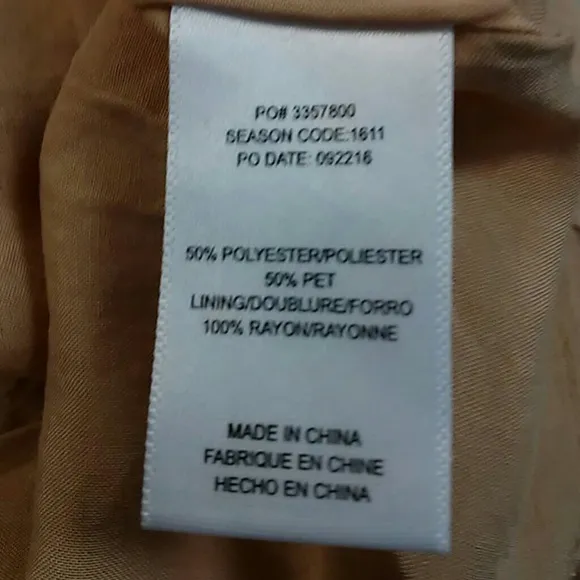 PO# 3357800
SEASON CODE:1611
PO DATE: 092216
50% POLYESTER/POLIESTER
50% PET
LINING/DOUBLURE/FORRO
100% RAYON/RAYONNE
MADE IN CHINA
FABRIQUE EN CHINE
HECHO EN CHINA